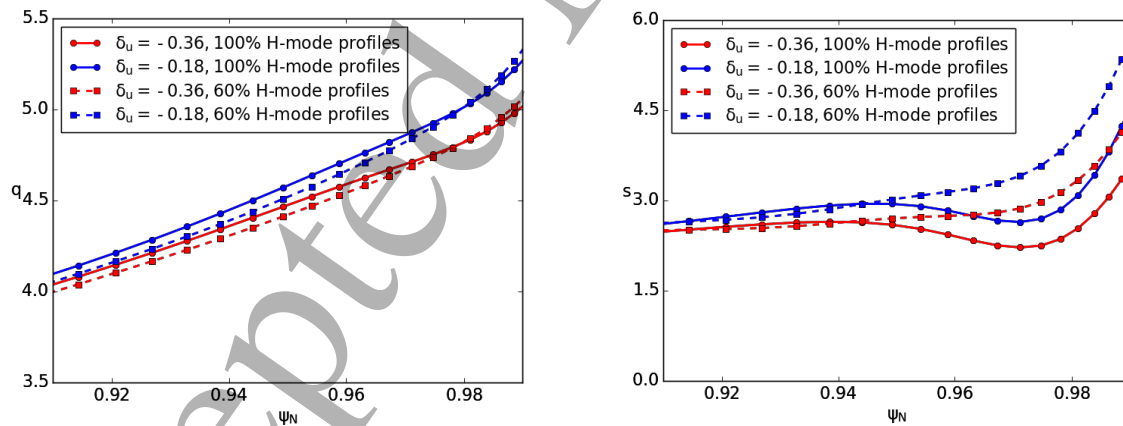 5.5
5.0
4.5
4.0
3.5
q
0.92 0.94 0.96 0.98
ψN
δu = - 0.36, 100% H-mode profiles
δu = - 0.18, 100% H-mode profiles
δu = - 0.36, 60% H-mode profiles
δu = - 0.18, 60% H-mode profiles
6.0
4.5
3.0
1.5
0.0
s
0.92 0.94 0.96 0.98
ψN
δu = - 0.36, 100% H-mode profiles
δu = - 0.18, 100% H-mode profiles
δu = - 0.36, 60% H-mode profiles
δu = - 0.18, 60% H-mode profiles
epted